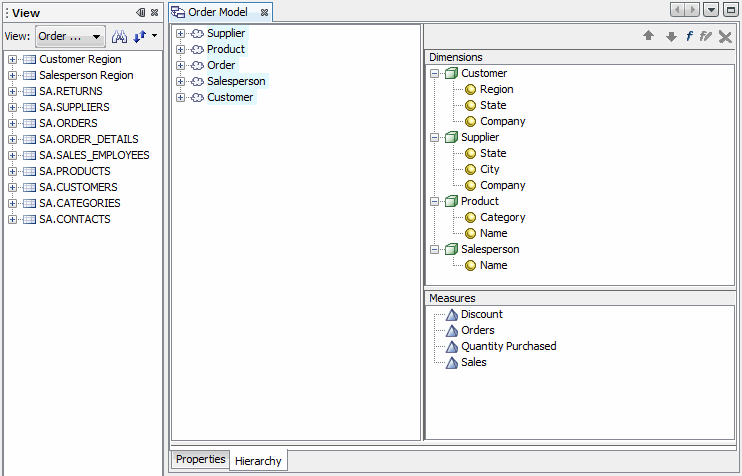 View
View: Order ...
Customer Region
Salesperson Region
SA.RETURNS
SA.SUPPLIERS
SA.ORDERS
SA.ORDER_DETAILS
SA.SALES_EMPLOYEES
SA.PRODUCTS
SA.CUSTOMERS
SA.CATEGORIES
SA.CONTACTS
Order Model
Supplier
Product
Order
Salesperson
Customer
Dimensions
Customer
Region
State
Company
Supplier
State
City
Company
Product
Category
Name
Salesperson
Name
Measures
Discount
Orders
Quantity Purchased
Sales
Properties
Hierarchy